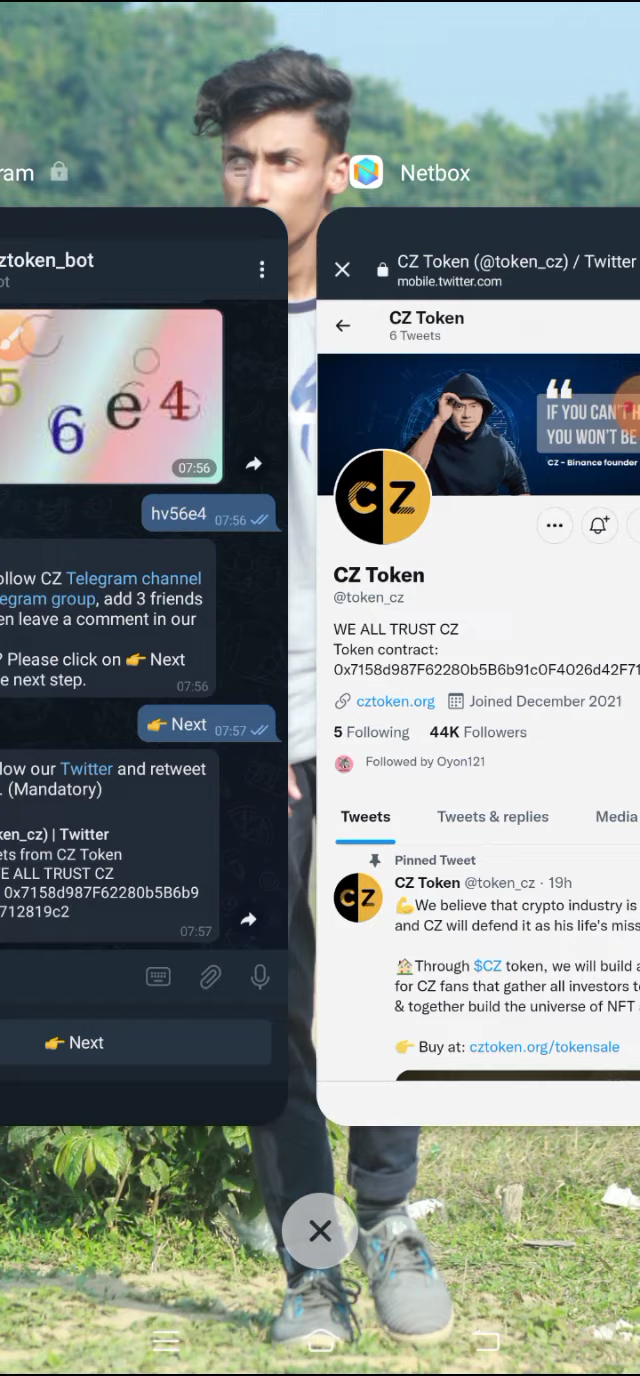 ram
Netbox
ztoken_bot
ot
5
6
e
4
07:56
hv56e4 07:56
ollow CZ Telegram channel
egram group, add 3 friends
en leave a comment in our
? Please click on 👉 Next
e next step.
07:56
👉 Next 07:57
low our Twitter and retweet
. (Mandatory)
ken_cz) | Twitter
ets from CZ Token
E ALL TRUST CZ
0x7158d987F62280b5B6b9
712819c2
07:57
👉 Next
CZ Token (@token_cz) / Twitter
mobile.twitter.com
CZ Token
6 Tweets
IF YOU CAN'T H
YOU WON'T BE
CZ - Binance founder
CZ
CZ Token
@token_cz
WE ALL TRUST CZ
Token contract:
0x7158d987F62280b5B6b91c0F4026d42F71
cztoken.org Joined December 2021
5 Following 44K Followers
Followed by Oyon121
Tweets Tweets & replies Media
Pinned Tweet
CZ
CZ Token @token_cz · 19h
💪We believe that crypto industry is
and CZ will defend it as his life's miss
🏠Through $CZ token, we will build a
for CZ fans that gather all investors to
& together build the universe of NFT
👉 Buy at: cztoken.org/tokensale